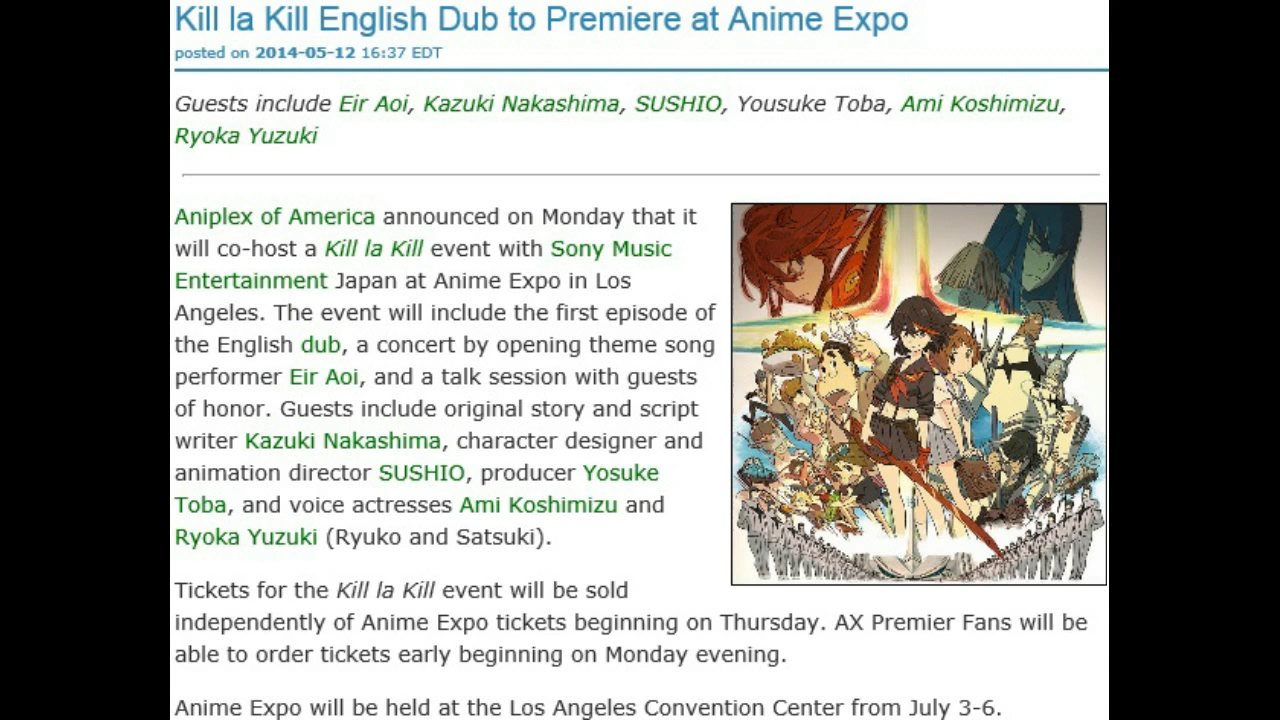 Kill la Kill English Dub to Premiere at Anime Expo
posted on 2014-05-12 16:37 EDT
Guests include Eir Aoi, Kazuki Nakashima, SUSHIO, Yousuke Toba, Ami Koshimizu,
Ryoka Yuzuki
Aniplex of America announced on Monday that it
will co-host a Kill la Kill event with Sony Music
Entertainment Japan at Anime Expo in Los
Angeles. The event will include the first episode of
the English dub, a concert by opening theme song
performer Eir Aoi, and a talk session with guests
of honor. Guests include original story and script
writer Kazuki Nakashima, character designer and
animation director SUSHIO, producer Yosuke
Toba, and voice actresses Ami Koshimizu and
Ryoka Yuzuki (Ryuko and Satsuki).
Tickets for the Kill la Kill event will be sold
independently of Anime Expo tickets beginning on Thursday. AX Premier Fans will be
able to order tickets early beginning on Monday evening.
Anime Expo will be held at the Los Angeles Convention Center from July 3-6.